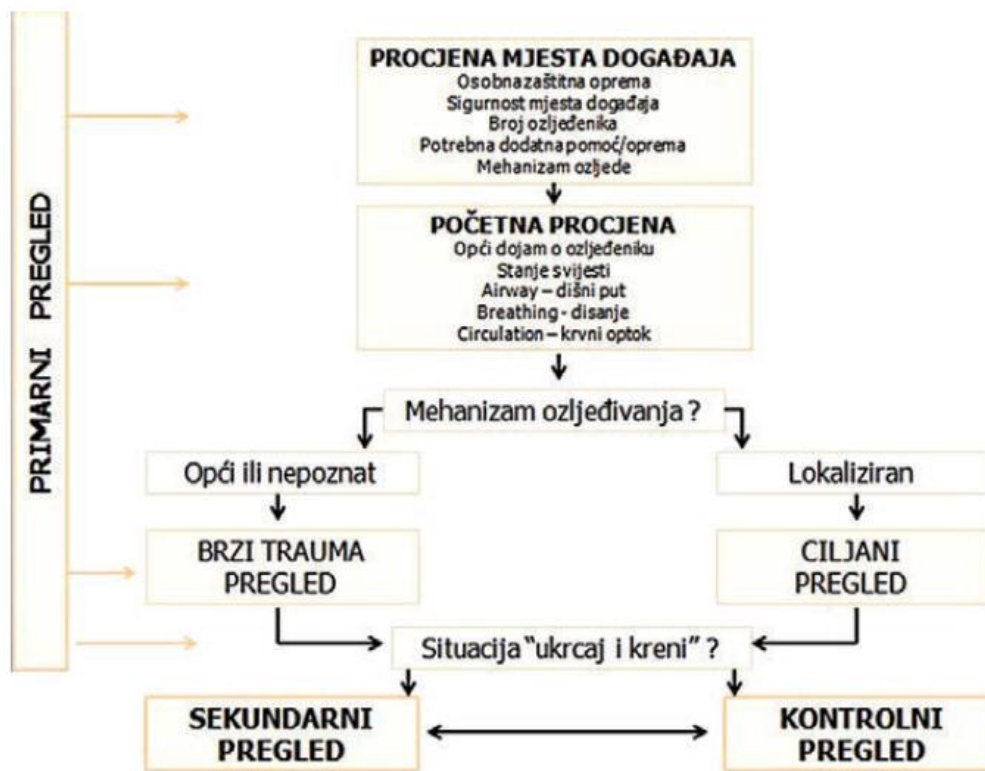 PRIMARNI PREGLED
PROCJENA MJESTA DOGAĐAJA
Osobna zaštitna oprema
Sigurnost mjesta događaja
Broj ozljeđenika
Potrebna dodatna pomoć/oprema
Mehanizam ozljede
POČETNA PROCJENA
Opći dojam o ozljeđeniku
Stanje svijesti
Airway – dišni put
Breathing - disanje
Circulation – krvni optok
Mehanizam ozljeđivanja ?
Opći ili nepoznat
Lokaliziran
BRZI TRAUMA
PREGLED
CILJANI
PREGLED
Situacija "ukrcaj i kreni" ?
SEKUNDARNI
PREGLED
KONTROLNI
PREGLED